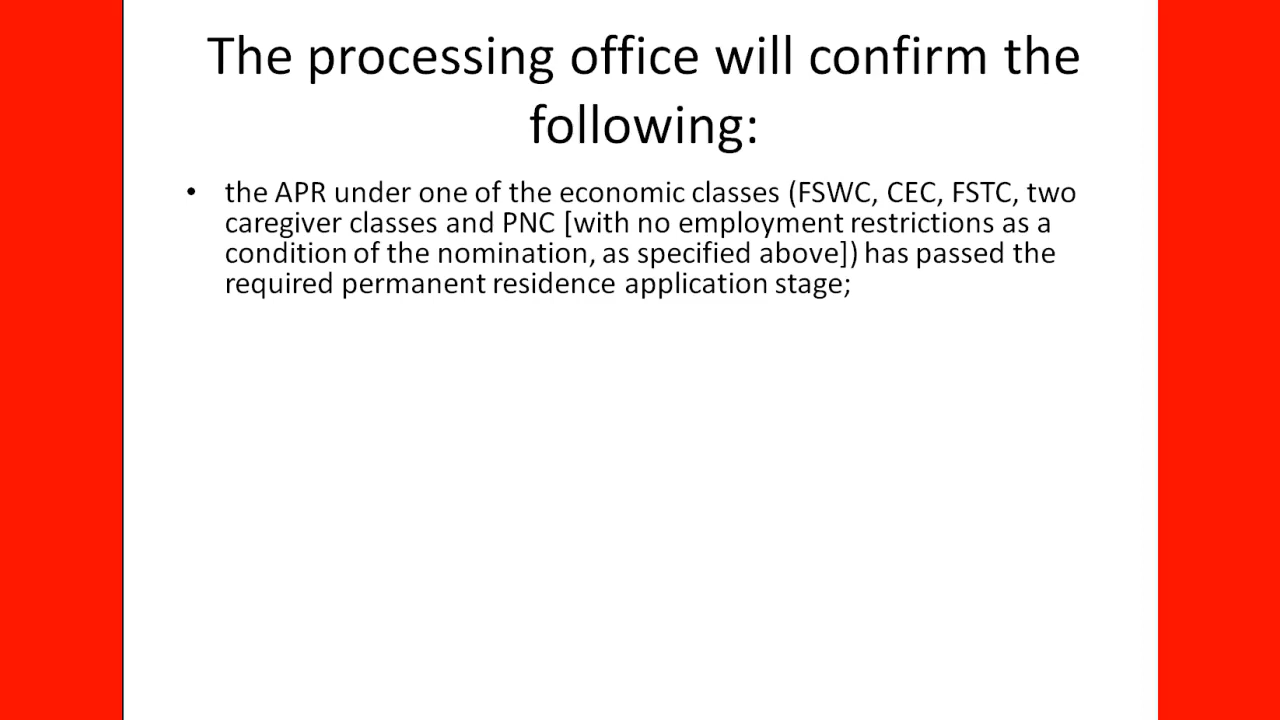 The processing office will confirm the
following:
• the APR under one of the economic classes (FSWC, CEC, FSTC, two
caregiver classes and PNC [with no employment restrictions as a
condition of the nomination, as specified above]) has passed the
required permanent residence application stage;